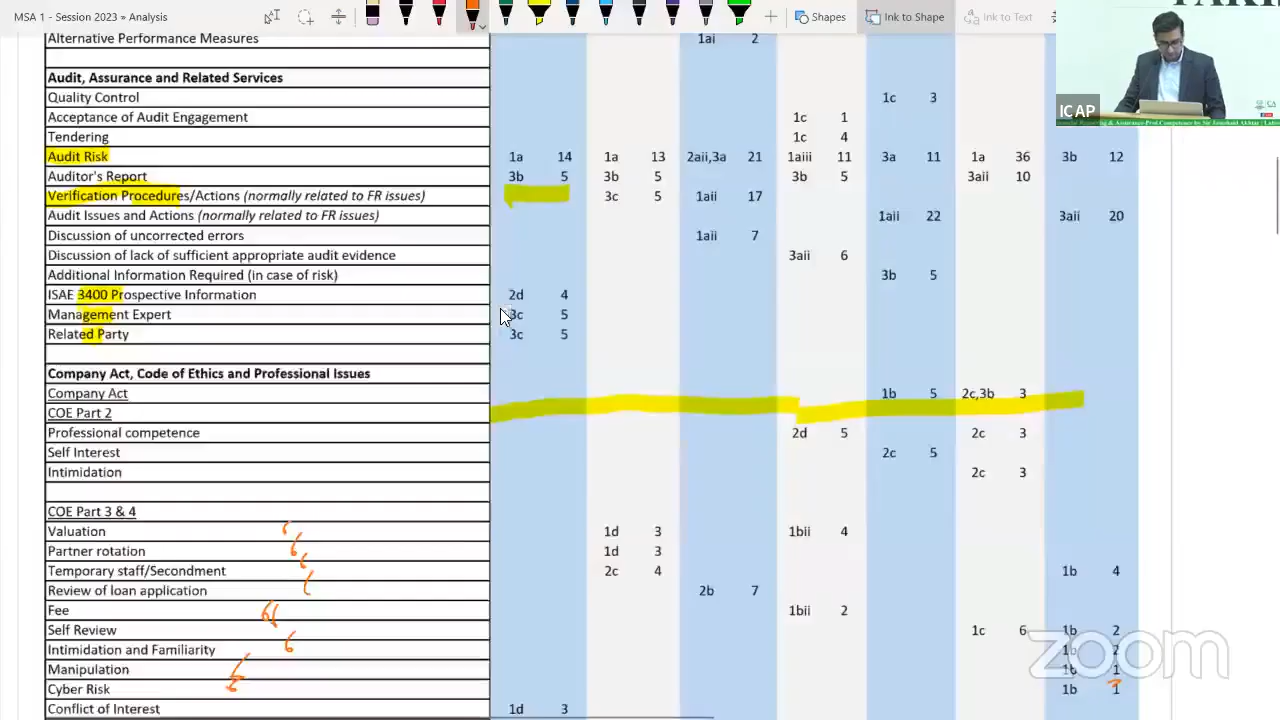 MSA 1 - Session 2023 » Analysis
Shapes
Ink to Shape
Ink to Text
Alternative Performance Measures 1ai 2
Audit, Assurance and Related Services
Quality Control 1c 3
Acceptance of Audit Engagement 1c 1
Tendering 1c 4
Audit Risk 1a 14 1a 13 2aii,3a 21 1aiii 11 3a 11 1a 36 3b 12
Auditor's Report 3b 5 3b 5 3b 5 3aii 10
Verification Procedures/Actions (normally related to FR issues) 3c 5 1aii 17
Audit Issues and Actions (normally related to FR issues) 1aii 22 3aii 20
Discussion of uncorrected errors 1aii 7
Discussion of lack of sufficient appropriate audit evidence 3aii 6
Additional Information Required (in case of risk) 3b 5
ISAE 3400 Prospective Information 2d 4
Management Expert 3c 5
Related Party 3c 5
Company Act, Code of Ethics and Professional Issues
Company Act 1b 5 2c,3b 3
COE Part 2
Professional competence 2d 5 2c 3
Self Interest 2c 5
Intimidation 2c 3
COE Part 3 & 4
Valuation 1d 3 1bii 4
Partner rotation 1d 3
Temporary staff/Secondment 2c 4 1b 4
Review of loan application 2b 7
Fee 1bii 2
Self Review 1c 6 1b 2
Intimidation and Familiarity 1b 2
Manipulation 1b 1
Cyber Risk 1b 1
Conflict of Interest 1d 3
ICAP
zoom